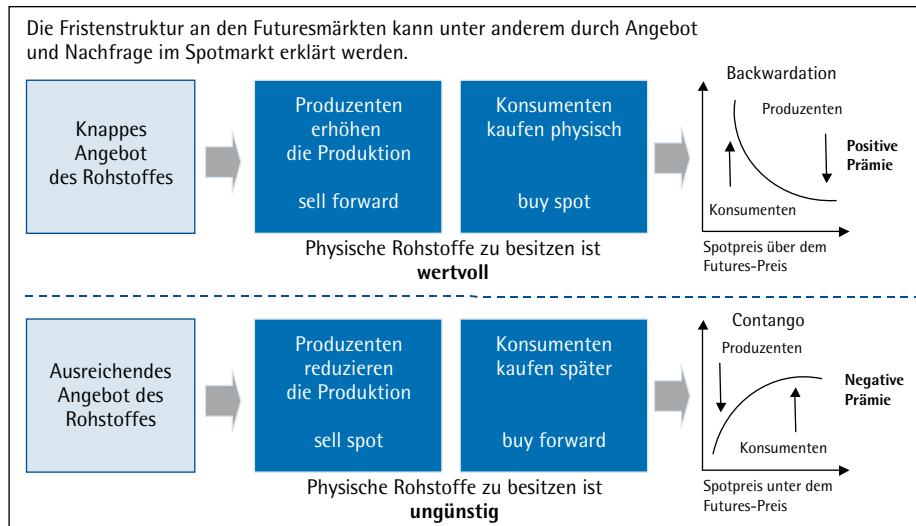 Die Fristenstruktur an den Futuresmärkten kann unter anderem durch Angebot
und Nachfrage im Spotmarkt erklärt werden.
Knappes
Angebot
des Rohstoffes
Produzenten
erhöhen
die Produktion
sell forward
Konsumenten
kaufen physisch
buy spot
Physische Rohstoffe zu besitzen ist
wertvoll
Backwardation
Produzenten
Positive
Prämie
Konsumenten
Spotpreis über dem
Futures-Preis
Ausreichendes
Angebot des
Rohstoffes
Produzenten
reduzieren
die Produktion
sell spot
Konsumenten
kaufen später
buy forward
Physische Rohstoffe zu besitzen ist
ungünstig
Contango
Produzenten
Negative
Prämie
Konsumenten
Spotpreis unter dem
Futures-Preis